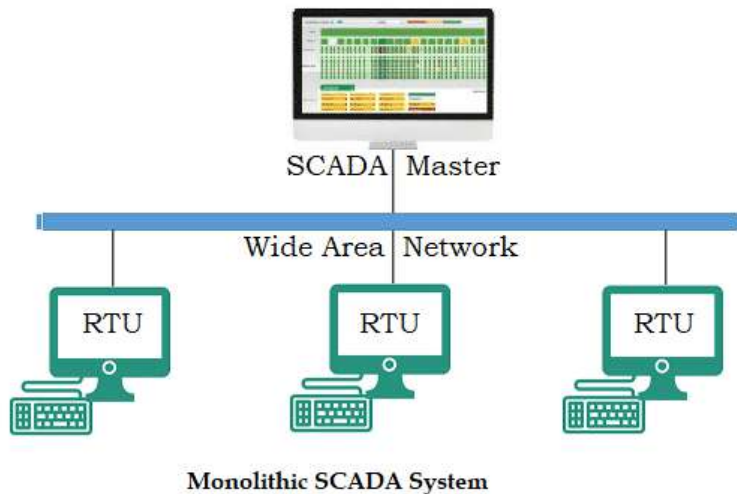 SCADA Master
Wide Area Network
RTU RTU RTU
Monolithic SCADA System